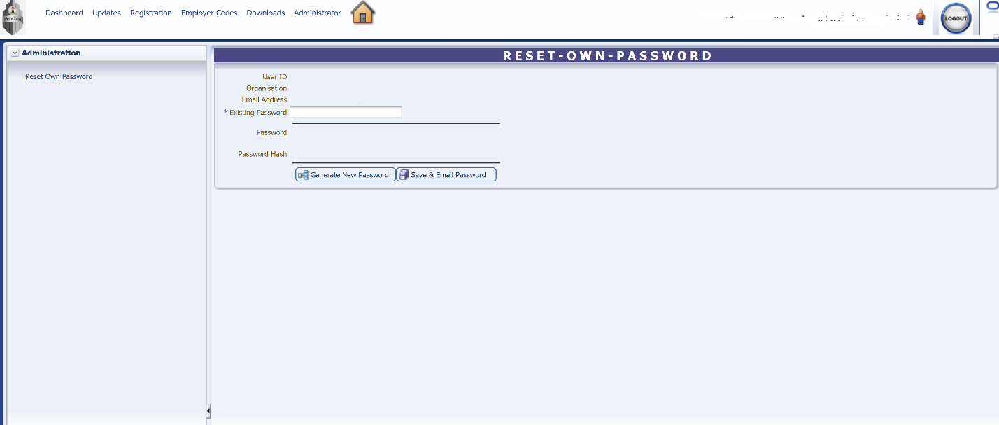 PenCom
Dashboard Updates Registration Employer Codes Downloads Administrator
LOGOUT
Administration
Reset Own Password
RESET-OWN-PASSWORD
User ID
Organisation
Email Address
* Existing Password
Password
Password Hash
Generate New Password Save & Email Password